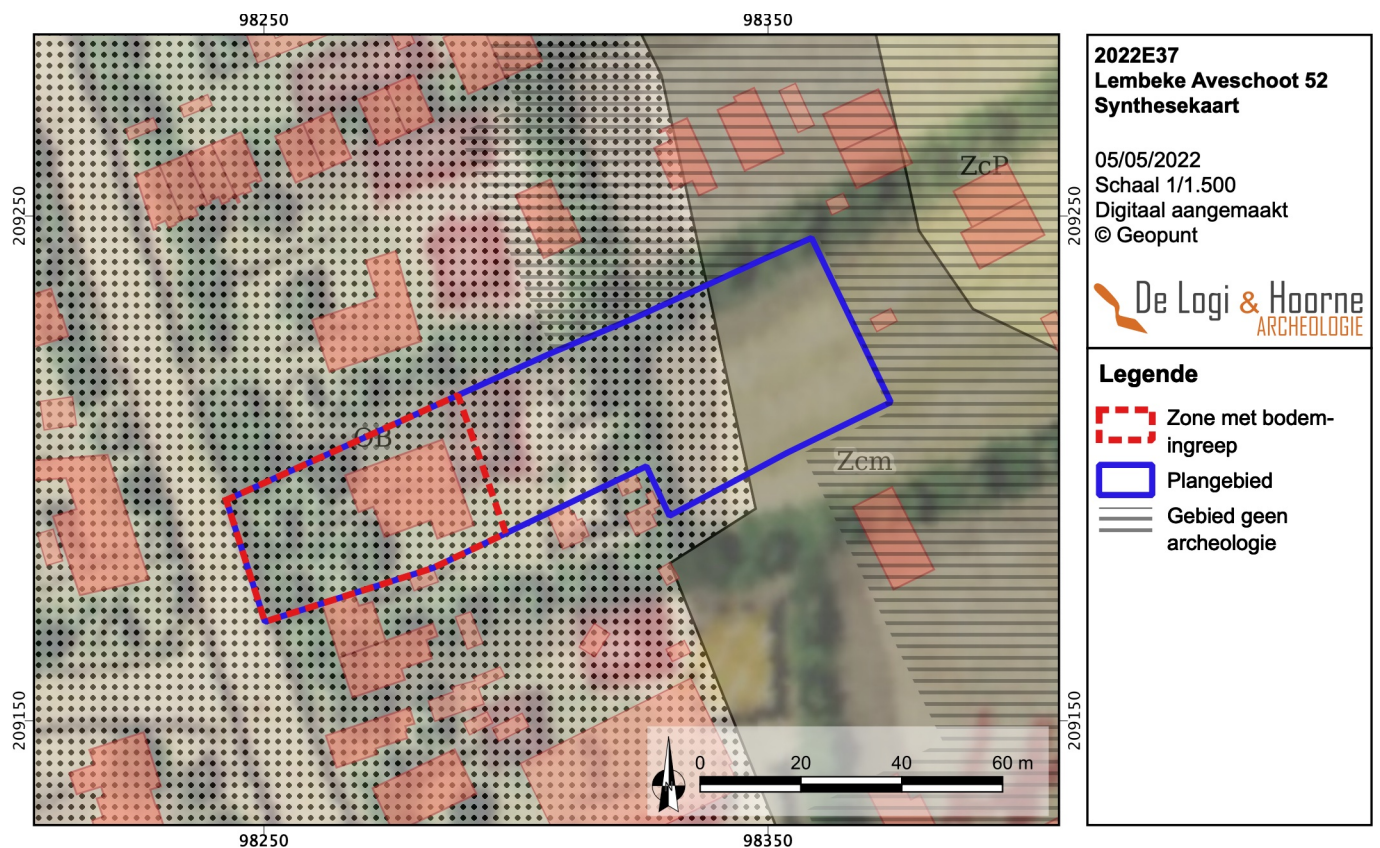 98250
98350
209250
209150
ZcP
OB
Zcm
0 20 40 60 m
N
209250
209150
98250
98350
2022E37
Lembeke Aveschoot 52
Synthesekaart
05/05/2022
Schaal 1/1.500
Digitaal aangemaakt
© Geopunt
De Logi & Hoorne
ARCHEOLOGIE
Legende
Zone met bodem-
ingreep
Plangebied
Gebied geen
archeologie